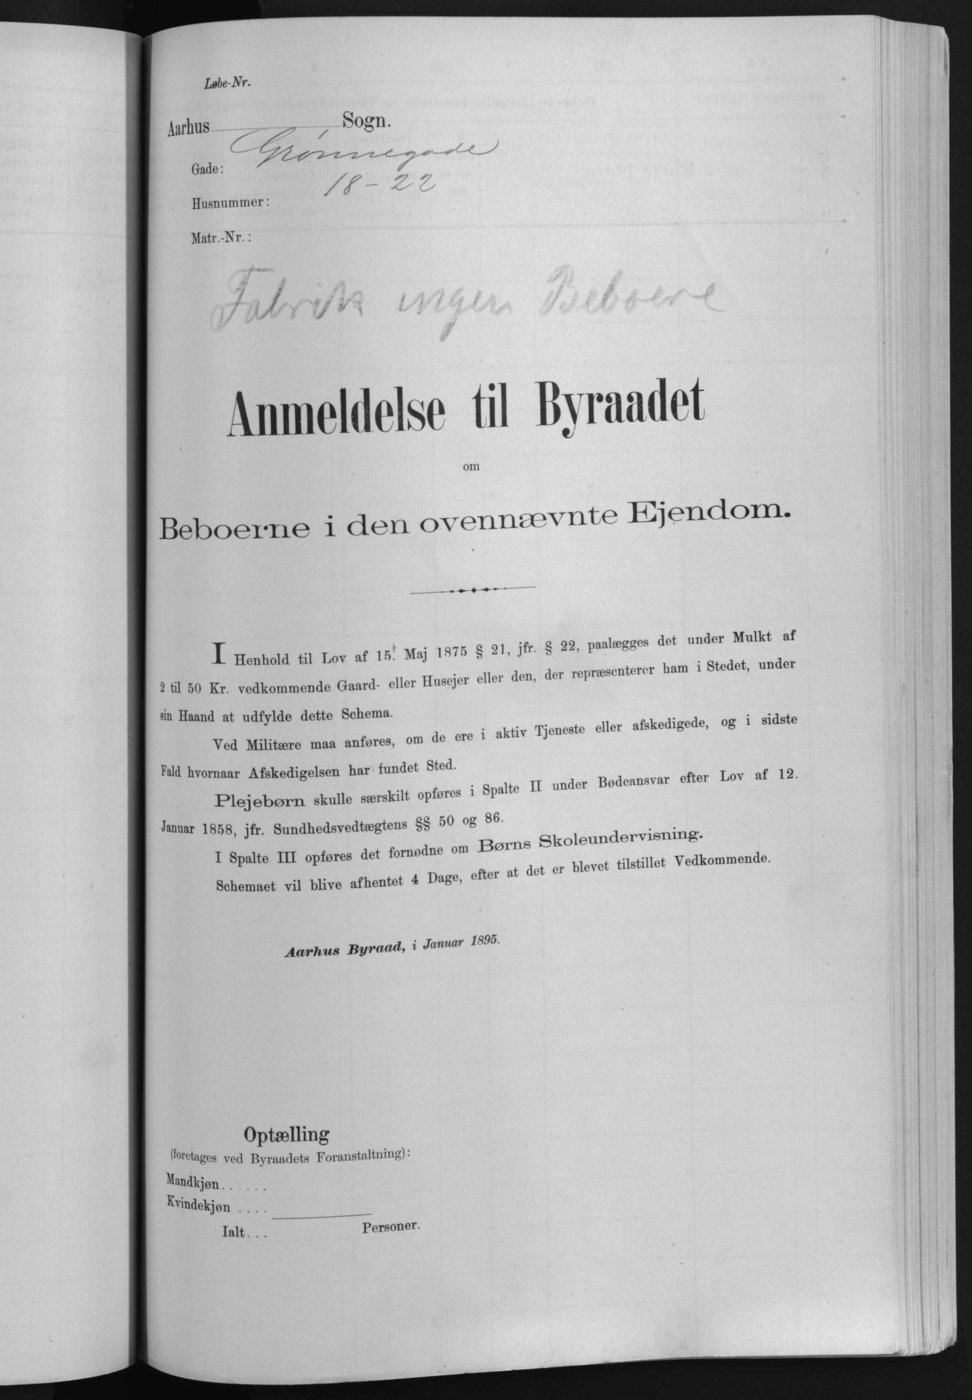 Løbe-Nr.
Aarhus Sogn.
Gade: Grønnegade
Husnummer: 18-22
Matr.-Nr.:
Fabrik ingen Beboere
Anmeldelse til Byraadet
om
Beboerne i den ovennævnte Ejendom.
I Henhold til Lov af 15. Maj 1875 § 21, jfr. § 22, paalægges det under Mulkt af
2 til 50 Kr. vedkommende Gaard- eller Husejer eller den, der repræsenterer ham i Stedet, under
sin Haand at udfylde dette Schema.
Ved Militære maa anføres, om de ere i aktiv Tjeneste eller afskedigede, og i sidste
Fald hvornaar Afskedigelsen har fundet Sted.
Plejebørn skulle særskilt opføres i Spalte II under Bødeansvar efter Lov af 12.
Januar 1858, jfr. Sundhedsvedtægtens §§ 50 og 86.
I Spalte III opføres det fornødne om Børns Skoleundervisning.
Schemaet vil blive afhentet 4 Dage, efter at det er blevet tilstillet Vedkommende.
Aarhus Byraad, i Januar 1895.
Optælling
(foretages ved Byraadets Foranstaltning):
Mandkjøn......
Kvindekjøn ....
Ialt... Personer.